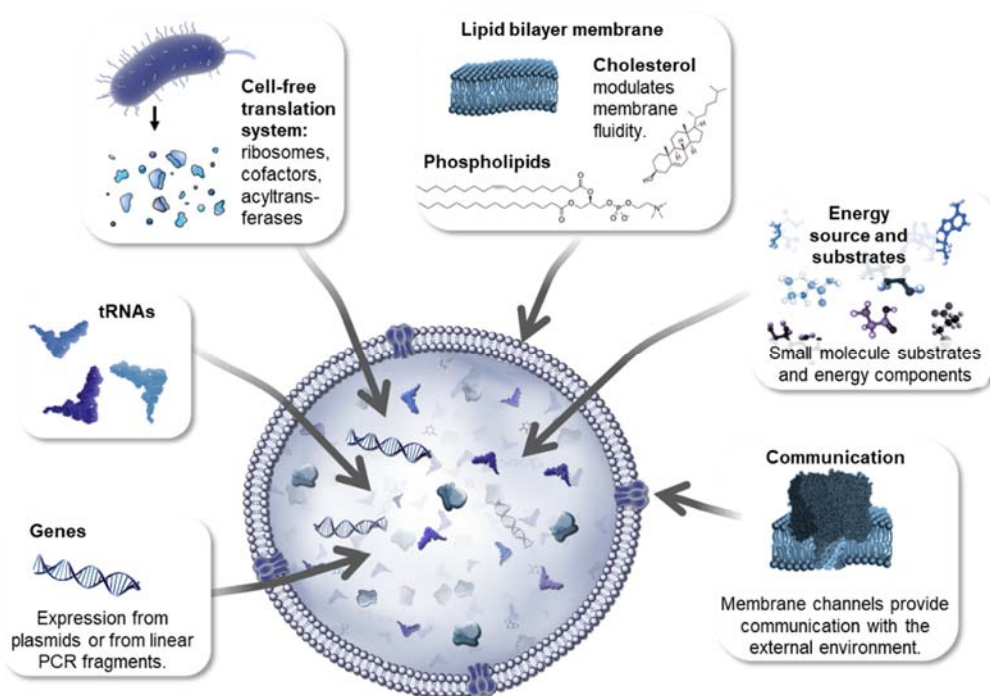 Cell-free
translation
system:
ribosomes,
cofactors,
acyltrans-
ferases
Lipid bilayer membrane
Cholesterol
modulates
membrane
fluidity.
Phospholipids
Energy
source and
substrates
Small molecule substrates
and energy components
tRNAs
Genes
Expression from
plasmids or from linear
PCR fragments.
Communication
Membrane channels provide
communication with the
external environment.